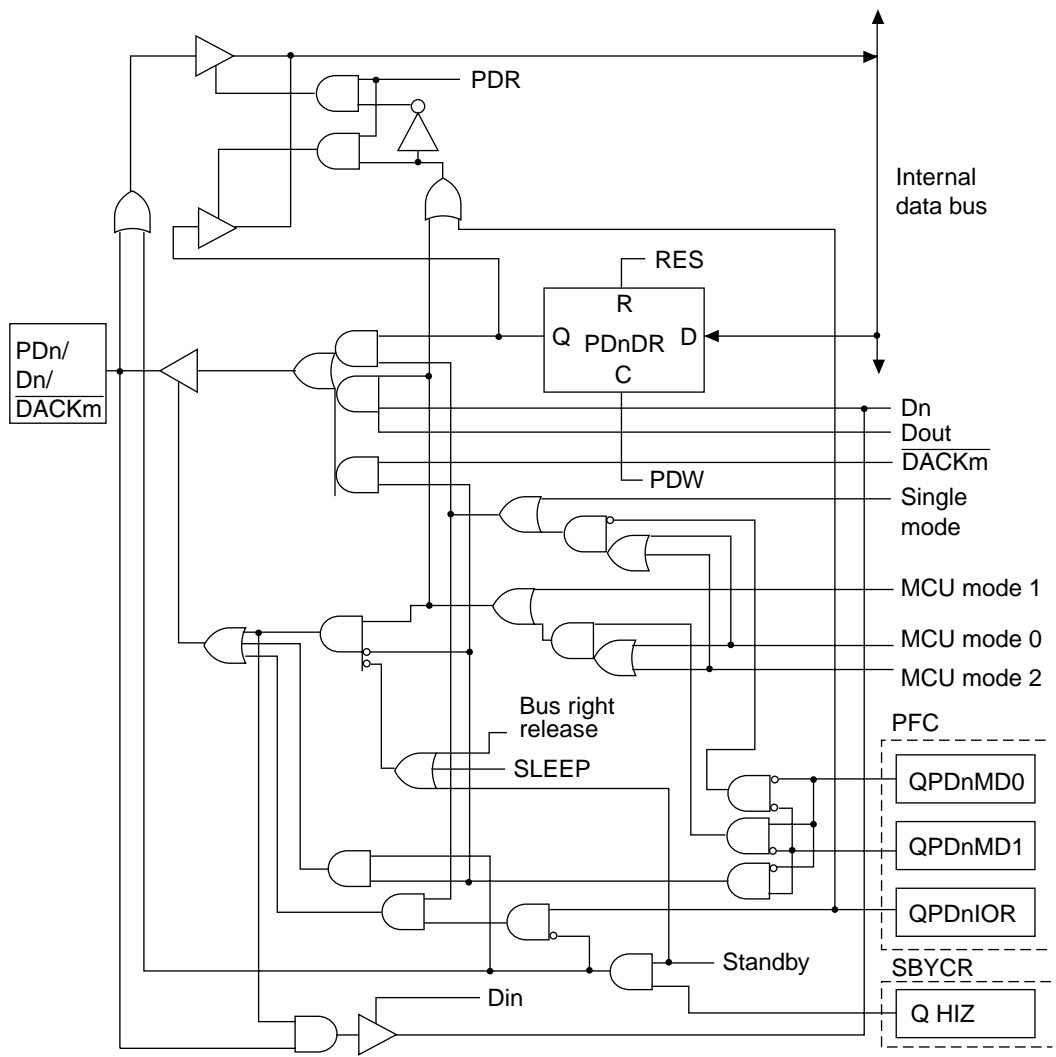 PDR
Internal
data bus
RES
R
Q
PDnDR
D
C
PDn/
Dn/
DACKm
Dn
Dout
DACKm
PDW
Single
mode
MCU mode 1
MCU mode 0
MCU mode 2
Bus right
release
PFC
SLEEP
QPDnMD0
QPDnMD1
QPDnIOR
Standby
SBYCR
Din
Q HIZ